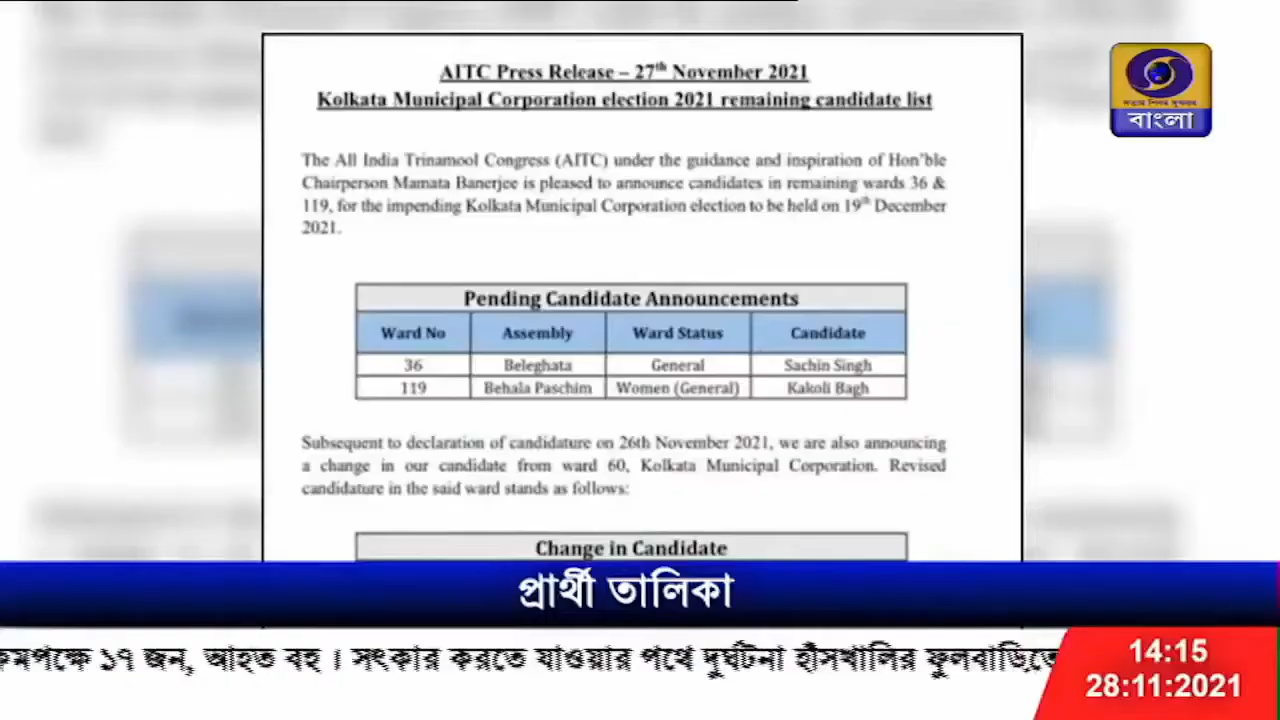 AITC Press Release – 27th November 2021
Kolkata Municipal Corporation election 2021 remaining candidate list
The All India Trinamool Congress (AITC) under the guidance and inspiration of Hon'ble
Chairperson Mamata Banerjee is pleased to announce candidates in remaining wards 36 &
119, for the impending Kolkata Municipal Corporation election to be held on 19th December
2021.
Pending Candidate Announcements
Ward No Assembly Ward Status Candidate
36 Beleghata General Sachin Singh
119 Behala Paschim Women (General) Kakoli Bagh
Subsequent to declaration of candidature on 26th November 2021, we are also announcing
a change in our candidate from ward 60, Kolkata Municipal Corporation. Revised
candidature in the said ward stands as follows:
Change in Candidate
সত্যম শিবম সুন্দরম
বাংলা
প্রার্থী তালিকা
১৭ জন, আহত বহু । সৎকার করতে যাওয়ার পথে দুর্ঘটনা হাঁসখালির ফুলবাড়িতে
14:15
28:11:2021